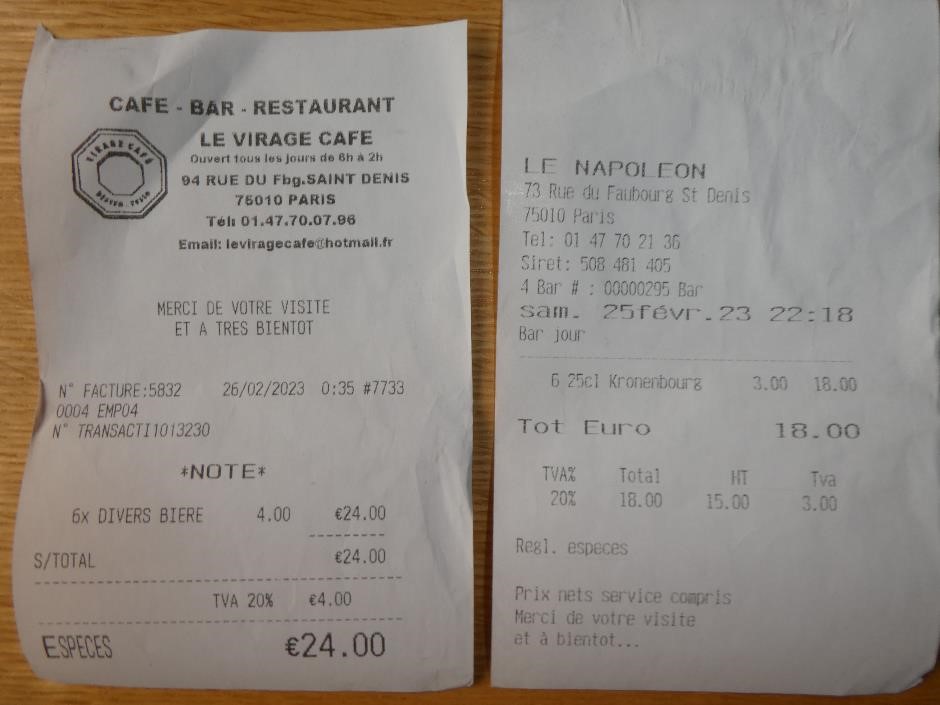 CAFE - BAR - RESTAURANT
VIRAGE CAFÉ
LE VIRAGE CAFE
Ouvert tous les jours de 6h à 2h
94 RUE DU Fbg.SAINT DENIS
75010 PARIS
Tél: 01.47.70.07.96
Email: leviragecafe@hotmail.fr
MERCI DE VOTRE VISITE
ET A TRES BIENTOT
N° FACTURE:5832 26/02/2023 0:35 #7733
0004 EMP04
N° TRANSACTI1013230
*NOTE*
6x DIVERS BIERE 4.00 €24.00
S/TOTAL €24.00
TVA 20% €4.00
ESPECES €24.00
LE NAPOLEON
73 Rue du Faubourg St Denis
75010 Paris
Tel: 01 47 70 21 36
Siret: 508 481 405
4 Bar # : 00000295 Bar
sam. 25févr.23 22:18
Bar jour
6 25cl Kronenbourg 3.00 18.00
Tot Euro 18.00
TVA% Total HT Tva
20% 18.00 15.00 3.00
Regl. especes
Prix nets service compris
Merci de votre visite
et à bientot...